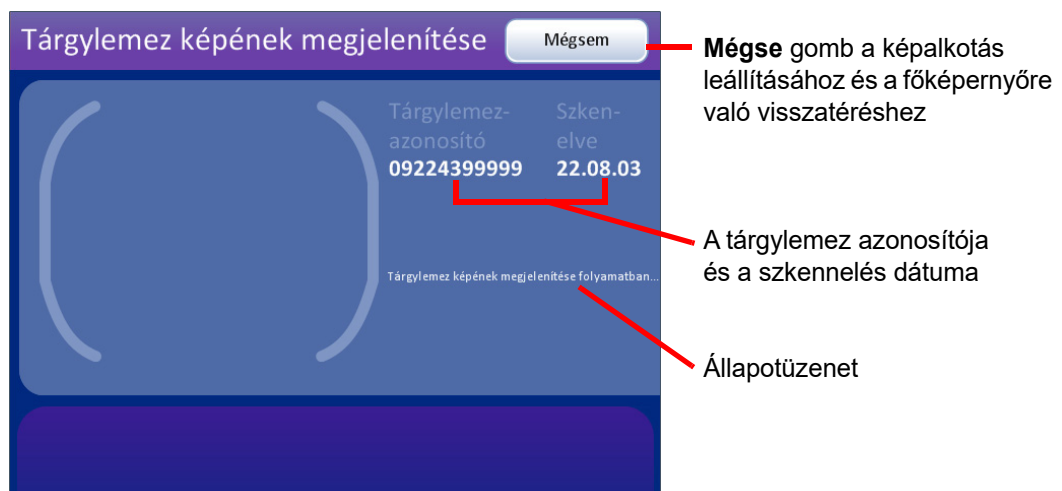 Tárgylemez képének megjelenítése
Mégsem
Mégse gomb a képalkotás
leállításához és a főképernyőre
való visszatéréshez
Tárgylemez-
azonosító
09224399999
Szken-
elve
22.08.03
A tárgylemez azonosítója
és a szkennelés dátuma
Tárgylemez képének megjelenítése folyamatban...
Állapotüzenet